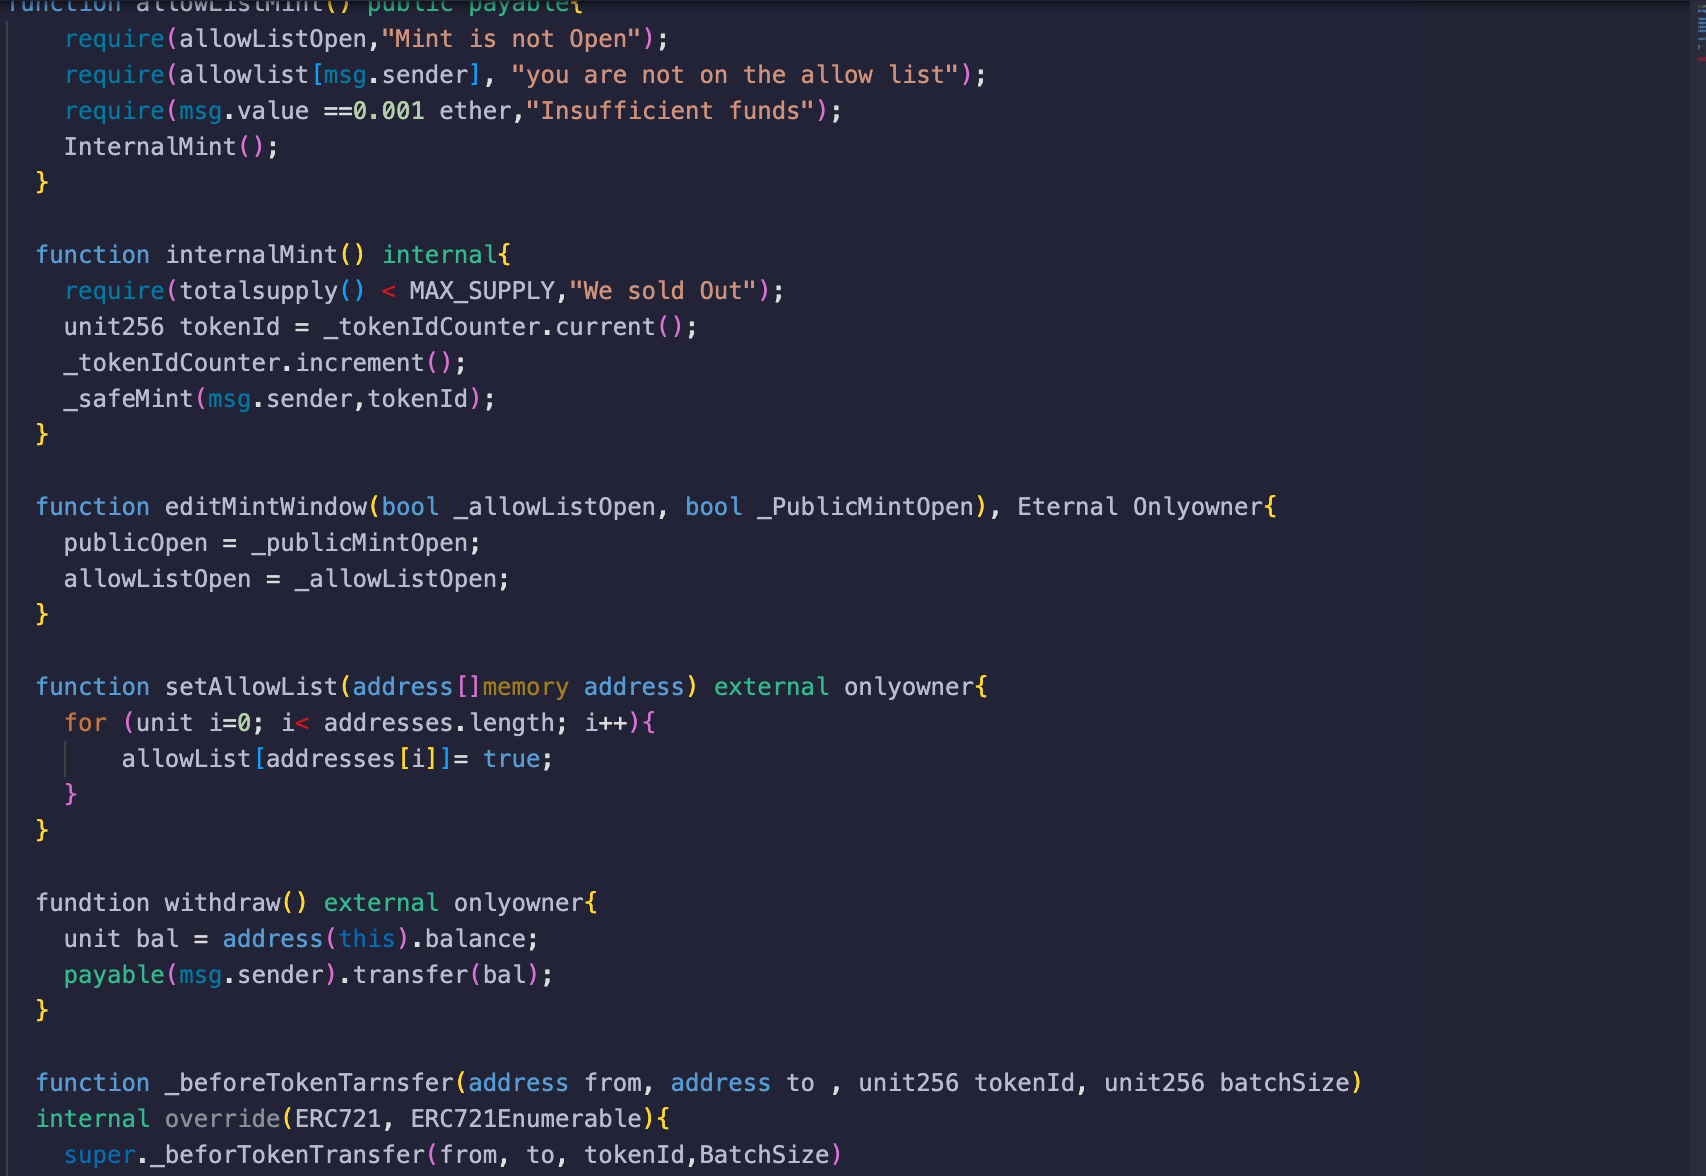 function allowListMint() public payable{
require(allowListOpen,"Mint is not Open");
require(allowlist[msg.sender], "you are not on the allow list");
require(msg.value ==0.001 ether,"Insufficient funds");
InternalMint();
}
function internalMint() internal{
require(totalsupply() < MAX_SUPPLY,"We sold Out");
unit256 tokenId = _tokenIdCounter.current();
_tokenIdCounter.increment();
_safeMint(msg.sender,tokenId);
}
function editMintWindow(bool _allowListOpen, bool _PublicMintOpen), Eternal Onlyowner{
publicOpen = _publicMintOpen;
allowListOpen = _allowListOpen;
}
function setAllowList(address[]memory address) external onlyowner{
for (unit i=0; i< addresses.length; i++){
allowList[addresses[i]]= true;
}
}
fundtion withdraw() external onlyowner{
unit bal = address(this).balance;
payable(msg.sender).transfer(bal);
}
function _beforeTokenTarnsfer(address from, address to , unit256 tokenId, unit256 batchSize)
internal override(ERC721, ERC721Enumerable){
super._beforTokenTransfer(from, to, tokenId,BatchSize)